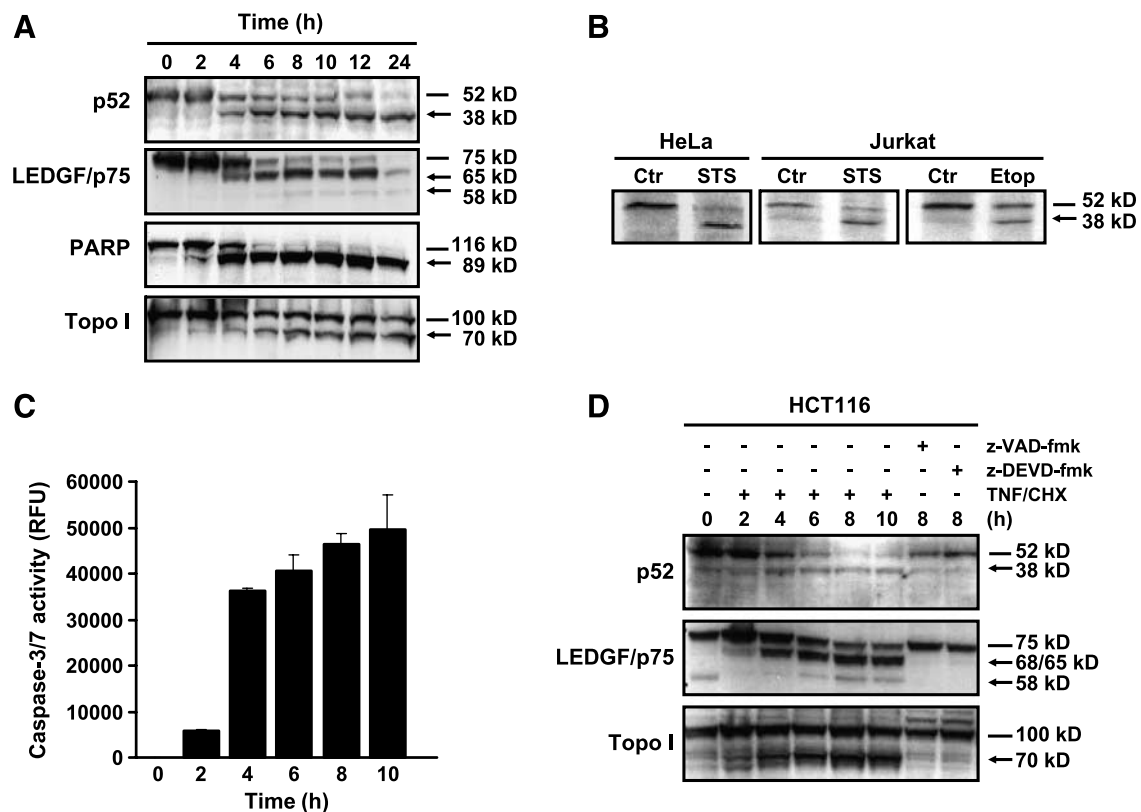 A
Time (h)
0 2 4 6 8 10 12 24
p52
52 kD
38 kD
LEDGF/p75
75 kD
65 kD
58 kD
PARP
116 kD
89 kD
Topo I
100 kD
70 kD
B
HeLa
Jurkat
Ctr STS Ctr STS Ctr Etop
52 kD
38 kD
C
Caspase-3/7 activity (RFU)
60000
50000
40000
30000
20000
10000
0
0 2 4 6 8 10
Time (h)
D
HCT116
- - - - - - + - z-VAD-fmk
- - - - - - - + z-DEVD-fmk
- + + + + + - - TNF/CHX
0 2 4 6 8 10 8 8 (h)
p52
52 kD
38 kD
LEDGF/p75
75 kD
68/65 kD
58 kD
Topo I
100 kD
70 kD